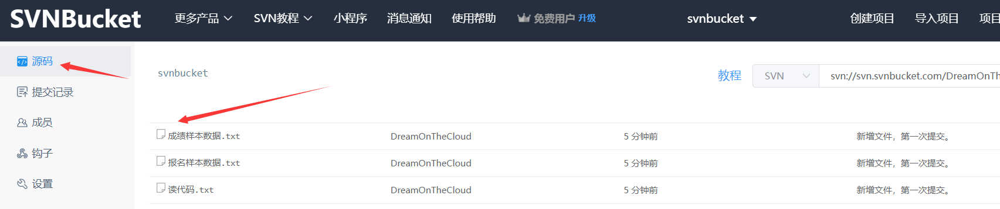 SVNBucket 更多产品 SVN教程 小程序 消息通知 使用帮助 免费用户 升级 svnbucket 创建项目 导入项目 项目
源码
svnbucket 教程 SVN svn://svn.svnbucket.com/DreamOnTh
提交记录
成员
成绩样本数据.txt DreamOnTheCloud 5 分钟前 新增文件，第一次提交。
钩子
报名样本数据.txt DreamOnTheCloud 5 分钟前 新增文件，第一次提交。
设置
读代码.txt DreamOnTheCloud 5 分钟前 新增文件，第一次提交。